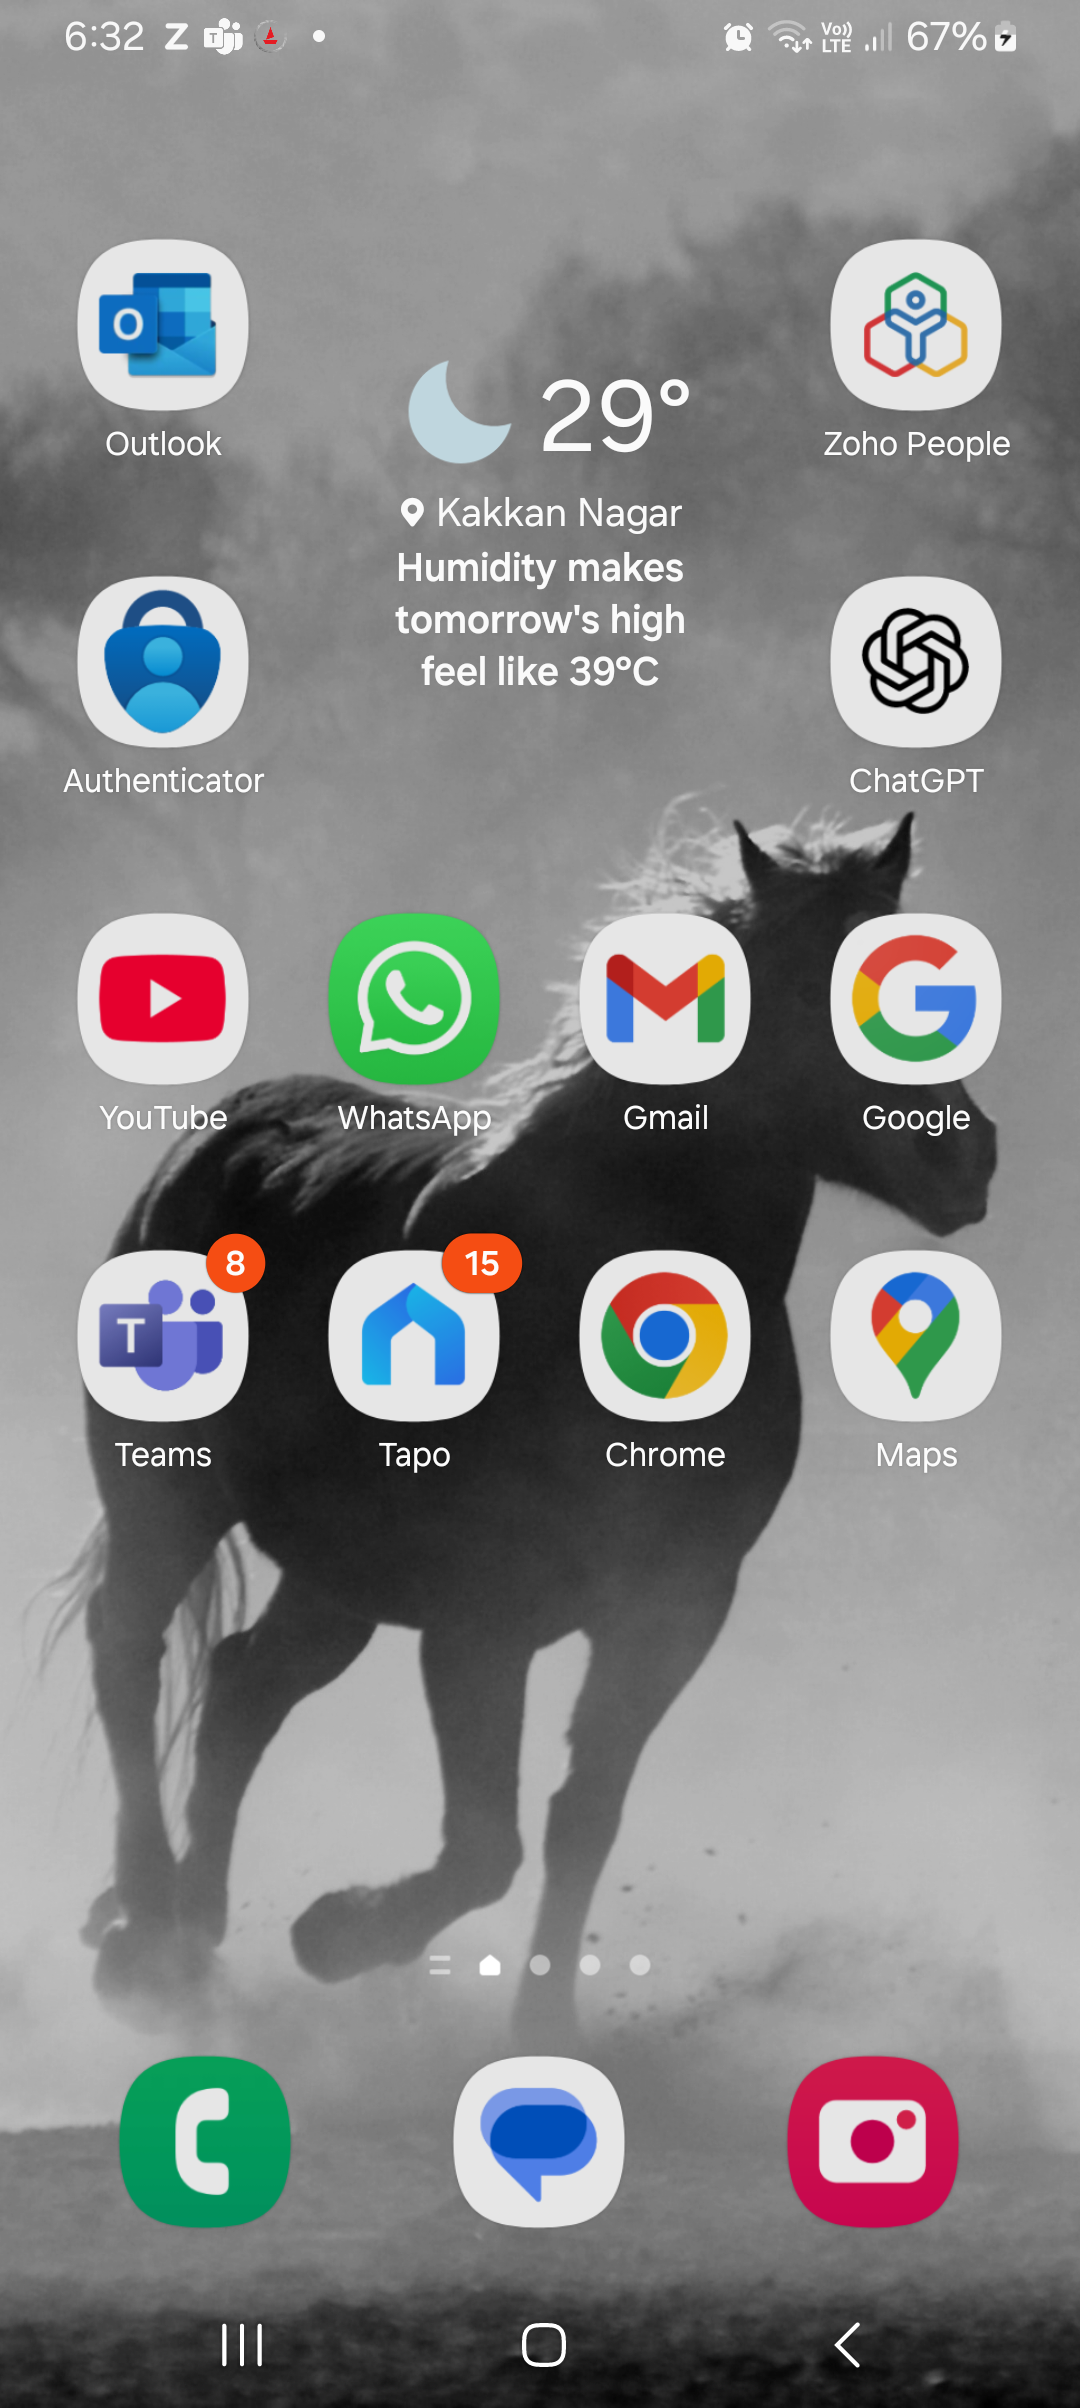 6:32 Z T Vo)) LTE 67%
O
Outlook
Zoho People
29°
Kakkan Nagar
Humidity makes
tomorrow's high
feel like 39°C
Authenticator
ChatGPT
YouTube WhatsApp Gmail Google
8 15
T
Teams Tapo Chrome Maps